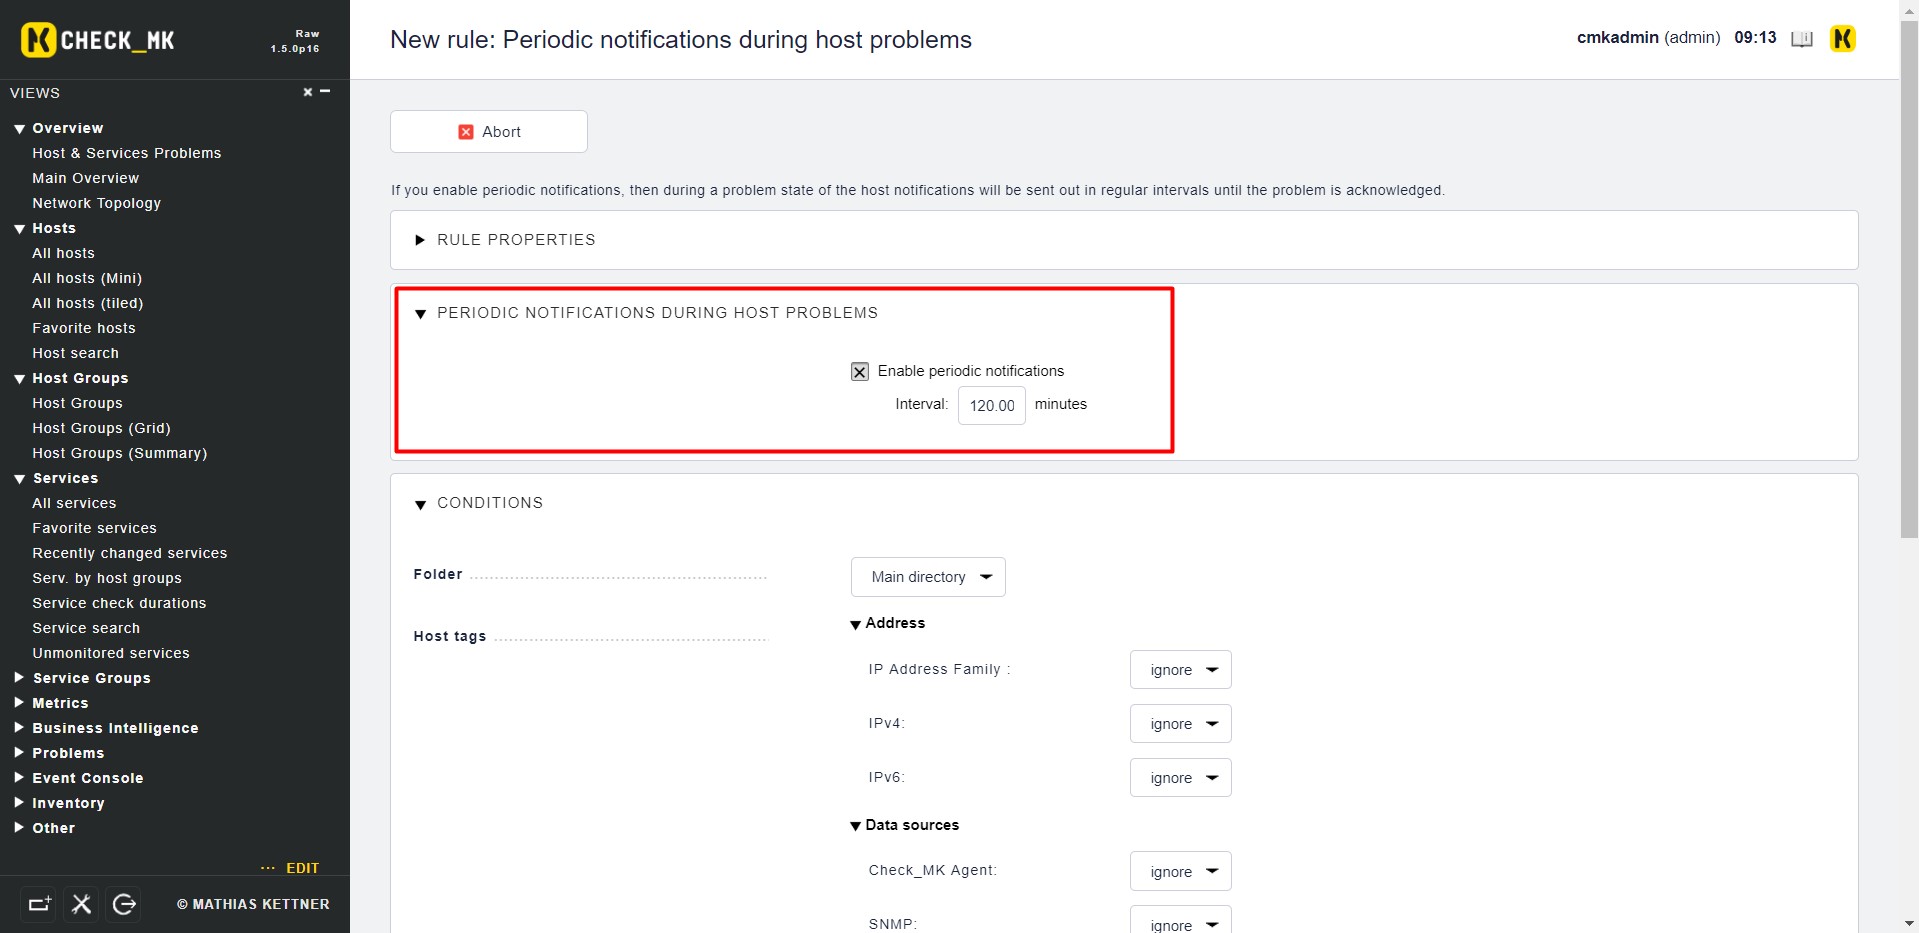 CHECK_MK
Raw
1.5.0p16
VIEWS
Overview
Host & Services Problems
Main Overview
Network Topology
Hosts
All hosts
All hosts (Mini)
All hosts (tiled)
Favorite hosts
Host search
Host Groups
Host Groups
Host Groups (Grid)
Host Groups (Summary)
Services
All services
Favorite services
Recently changed services
Serv. by host groups
Service check durations
Service search
Unmonitored services
Service Groups
Metrics
Business Intelligence
Problems
Event Console
Inventory
Other
··· EDIT
© MATHIAS KETTNER
New rule: Periodic notifications during host problems
cmkadmin (admin) 09:13
Abort
If you enable periodic notifications, then during a problem state of the host notifications will be sent out in regular intervals until the problem is acknowledged.
RULE PROPERTIES
PERIODIC NOTIFICATIONS DURING HOST PROBLEMS
Enable periodic notifications
Interval: 120.00 minutes
CONDITIONS
Folder Main directory
Host tags
Address
IP Address Family : ignore
IPv4: ignore
IPv6: ignore
Data sources
Check_MK Agent: ignore
SNMP: ignore